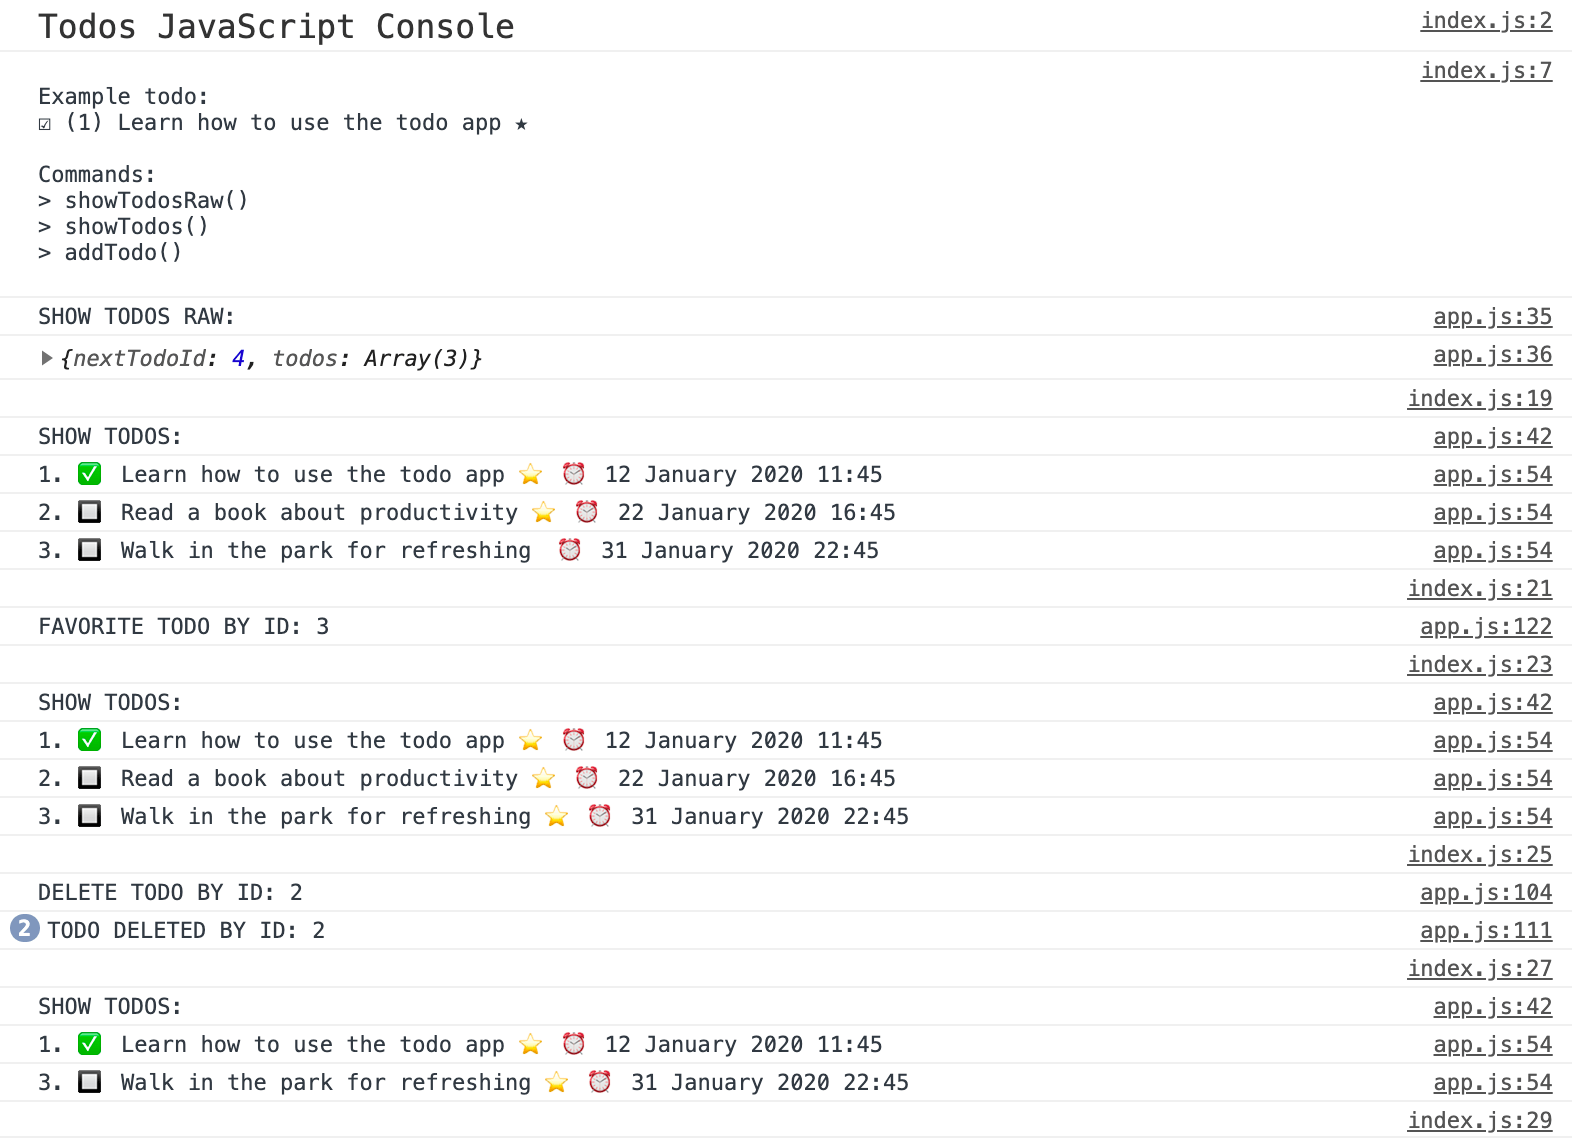 Todos JavaScript Console index.js:2
index.js:7
Example todo:
☑ (1) Learn how to use the todo app ★
Commands:
> showTodosRaw()
> showTodos()
> addTodo()
SHOW TODOS RAW: app.js:35
▶{nextTodoId: 4, todos: Array(3)} app.js:36
index.js:19
SHOW TODOS: app.js:42
1. ✅ Learn how to use the todo app ⭐ ⏰ 12 January 2020 11:45 app.js:54
2. 🔲 Read a book about productivity ⭐ ⏰ 22 January 2020 16:45 app.js:54
3. 🔲 Walk in the park for refreshing ⏰ 31 January 2020 22:45 app.js:54
index.js:21
FAVORITE TODO BY ID: 3 app.js:122
index.js:23
SHOW TODOS: app.js:42
1. ✅ Learn how to use the todo app ⭐ ⏰ 12 January 2020 11:45 app.js:54
2. 🔲 Read a book about productivity ⭐ ⏰ 22 January 2020 16:45 app.js:54
3. 🔲 Walk in the park for refreshing ⭐ ⏰ 31 January 2020 22:45 app.js:54
index.js:25
DELETE TODO BY ID: 2 app.js:104
2 TODO DELETED BY ID: 2 app.js:111
index.js:27
SHOW TODOS: app.js:42
1. ✅ Learn how to use the todo app ⭐ ⏰ 12 January 2020 11:45 app.js:54
3. 🔲 Walk in the park for refreshing ⭐ ⏰ 31 January 2020 22:45 app.js:54
index.js:29